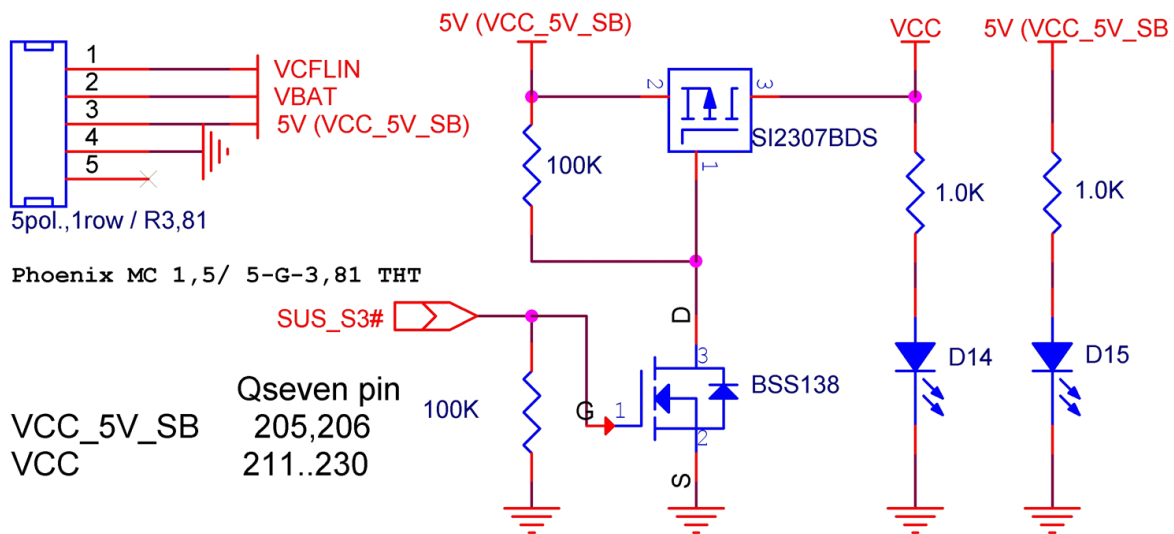 5V (VCC_5V_SB)
VCC
5V (VCC_5V_SB
1
VCFLIN
2
VBAT
3
5V (VCC_5V_SB)
4
5
2
3
SI2307BDS
1
100K
1.0K
1.0K
5pol.,1row / R3,81
Phoenix MC 1,5/ 5-G-3,81 THT
SUS_S3#
D
3
D14
D15
BSS138
G
1
100K
2
S
Qseven pin
VCC_5V_SB 205,206
VCC 211..230